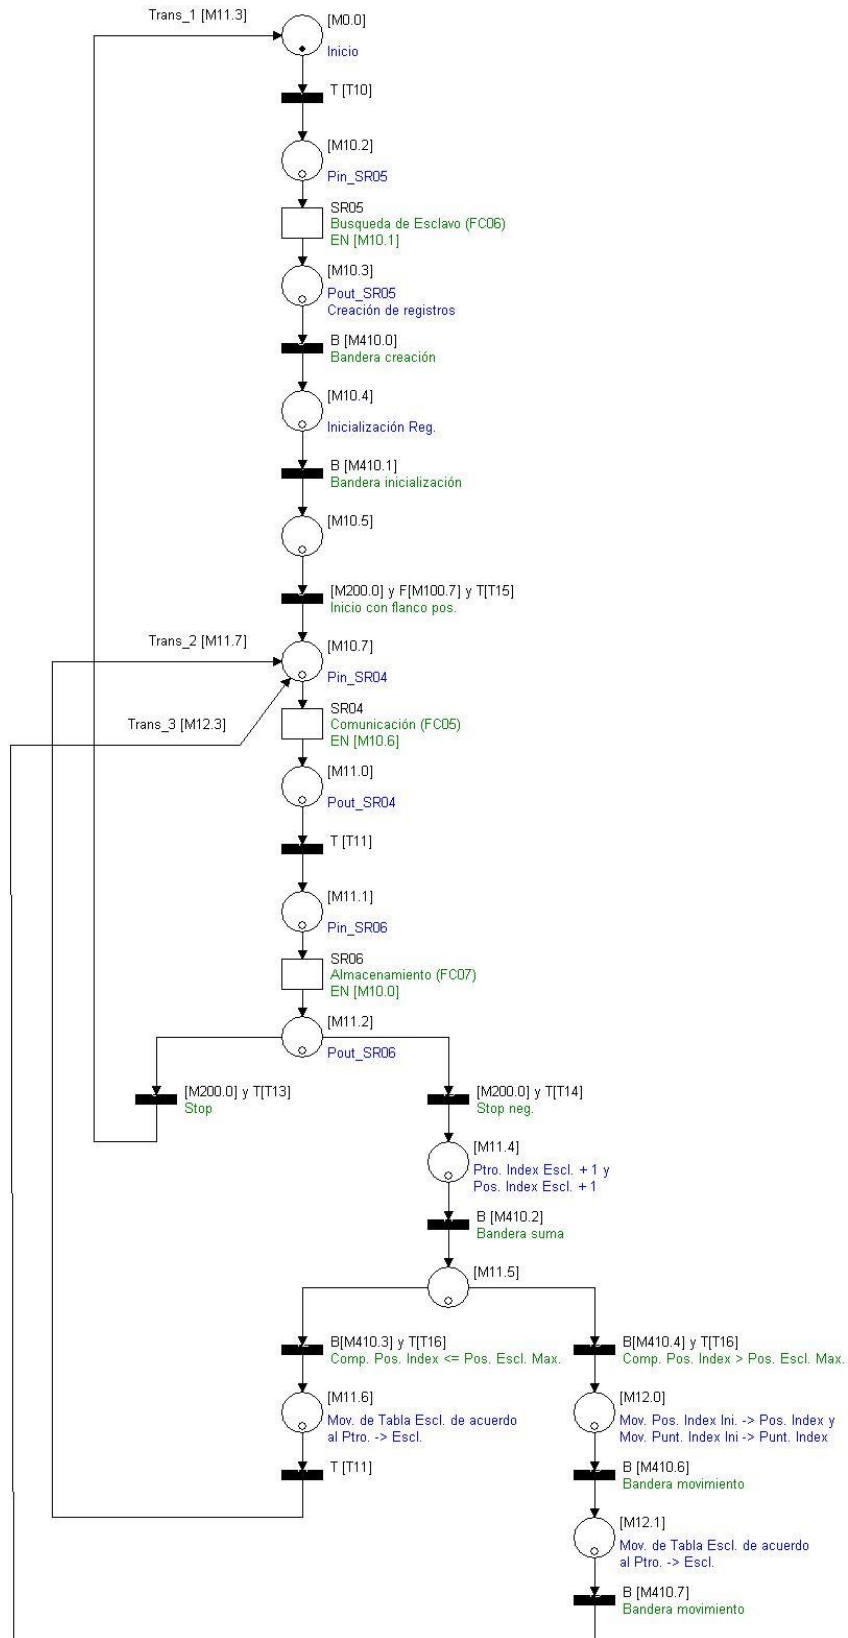 Trans_1 [M11.3]
[M0.0]
Inicio
T [T10]
[M10.2]
Pin_SR05
SR05
Busqueda de Esclavo (FC06)
EN [M10.1]
[M10.3]
Pout_SR05
Creación de registros
B [M410.0]
Bandera creación
[M10.4]
Inicialización Reg.
B [M410.1]
Bandera inicialización
[M10.5]
[M200.0] y F[M100.7] y T[T15]
Inicio con flanco pos.
Trans_2 [M11.7]
[M10.7]
Pin_SR04
Trans_3 [M12.3]
SR04
Comunicación (FC05)
EN [M10.6]
[M11.0]
Pout_SR04
T [T11]
[M11.1]
Pin_SR06
SR06
Almacenamiento (FC07)
EN [M10.0]
[M11.2]
Pout_SR06
[M200.0] y T[T13]
Stop
[M200.0] y T[T14]
Stop neg.
[M11.4]
Ptro. Index Escl. + 1 y
Pos. Index Escl. + 1
B [M410.2]
Bandera suma
[M11.5]
B[M410.3] y T[T16]
Comp. Pos. Index <= Pos. Escl. Max.
B[M410.4] y T[T16]
Comp. Pos. Index > Pos. Escl. Max.
[M11.6]
Mov. de Tabla Escl. de acuerdo
al Ptro. -> Escl.
[M12.0]
Mov. Pos. Index Ini. -> Pos. Index y
Mov. Punt. Index Ini -> Punt. Index
T [T11]
B [M410.6]
Bandera movimiento
[M12.1]
Mov. de Tabla Escl. de acuerdo
al Ptro. -> Escl.
B [M410.7]
Bandera movimiento